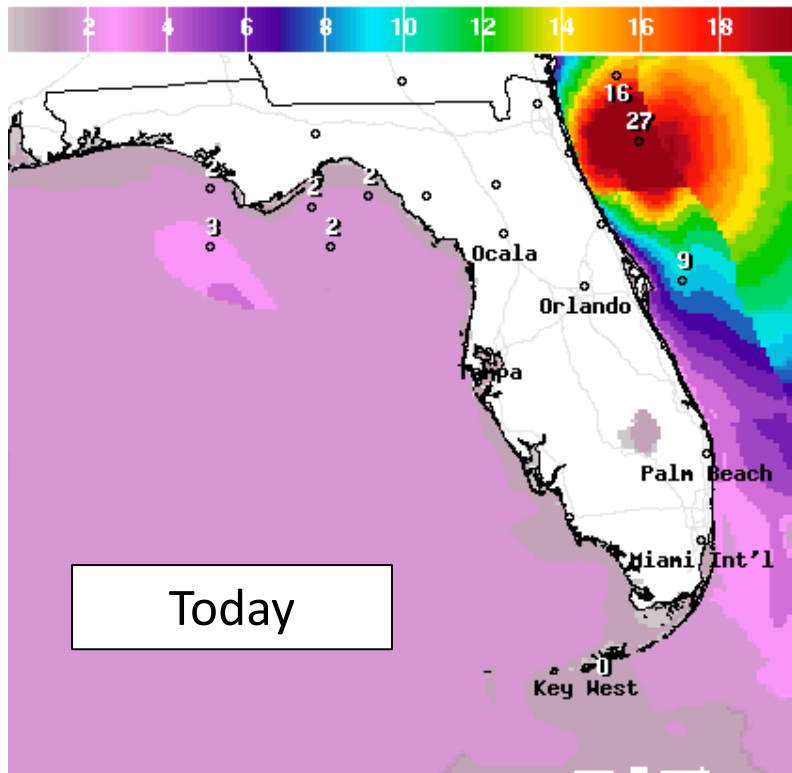 2 4 6 8 10 12 14 16 18
16
27
2
2 2
3 2
Ocala
9
Orlando
Tampa
Palm Beach
Miami Int'l
Today
0
Key West